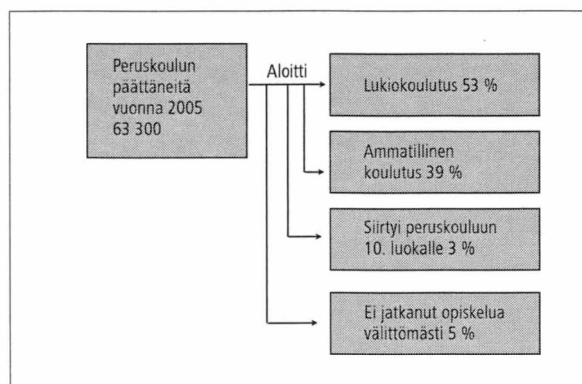 Peruskoulun
päättäneitä
vuonna 2005
63 300
Aloitti
Lukiokoulutus 53 %
Ammatillinen
koulutus 39 %
Siirtyi peruskouluun
10. luokalle 3 %
Ei jatkanut opiskelua
välittömästi 5 %